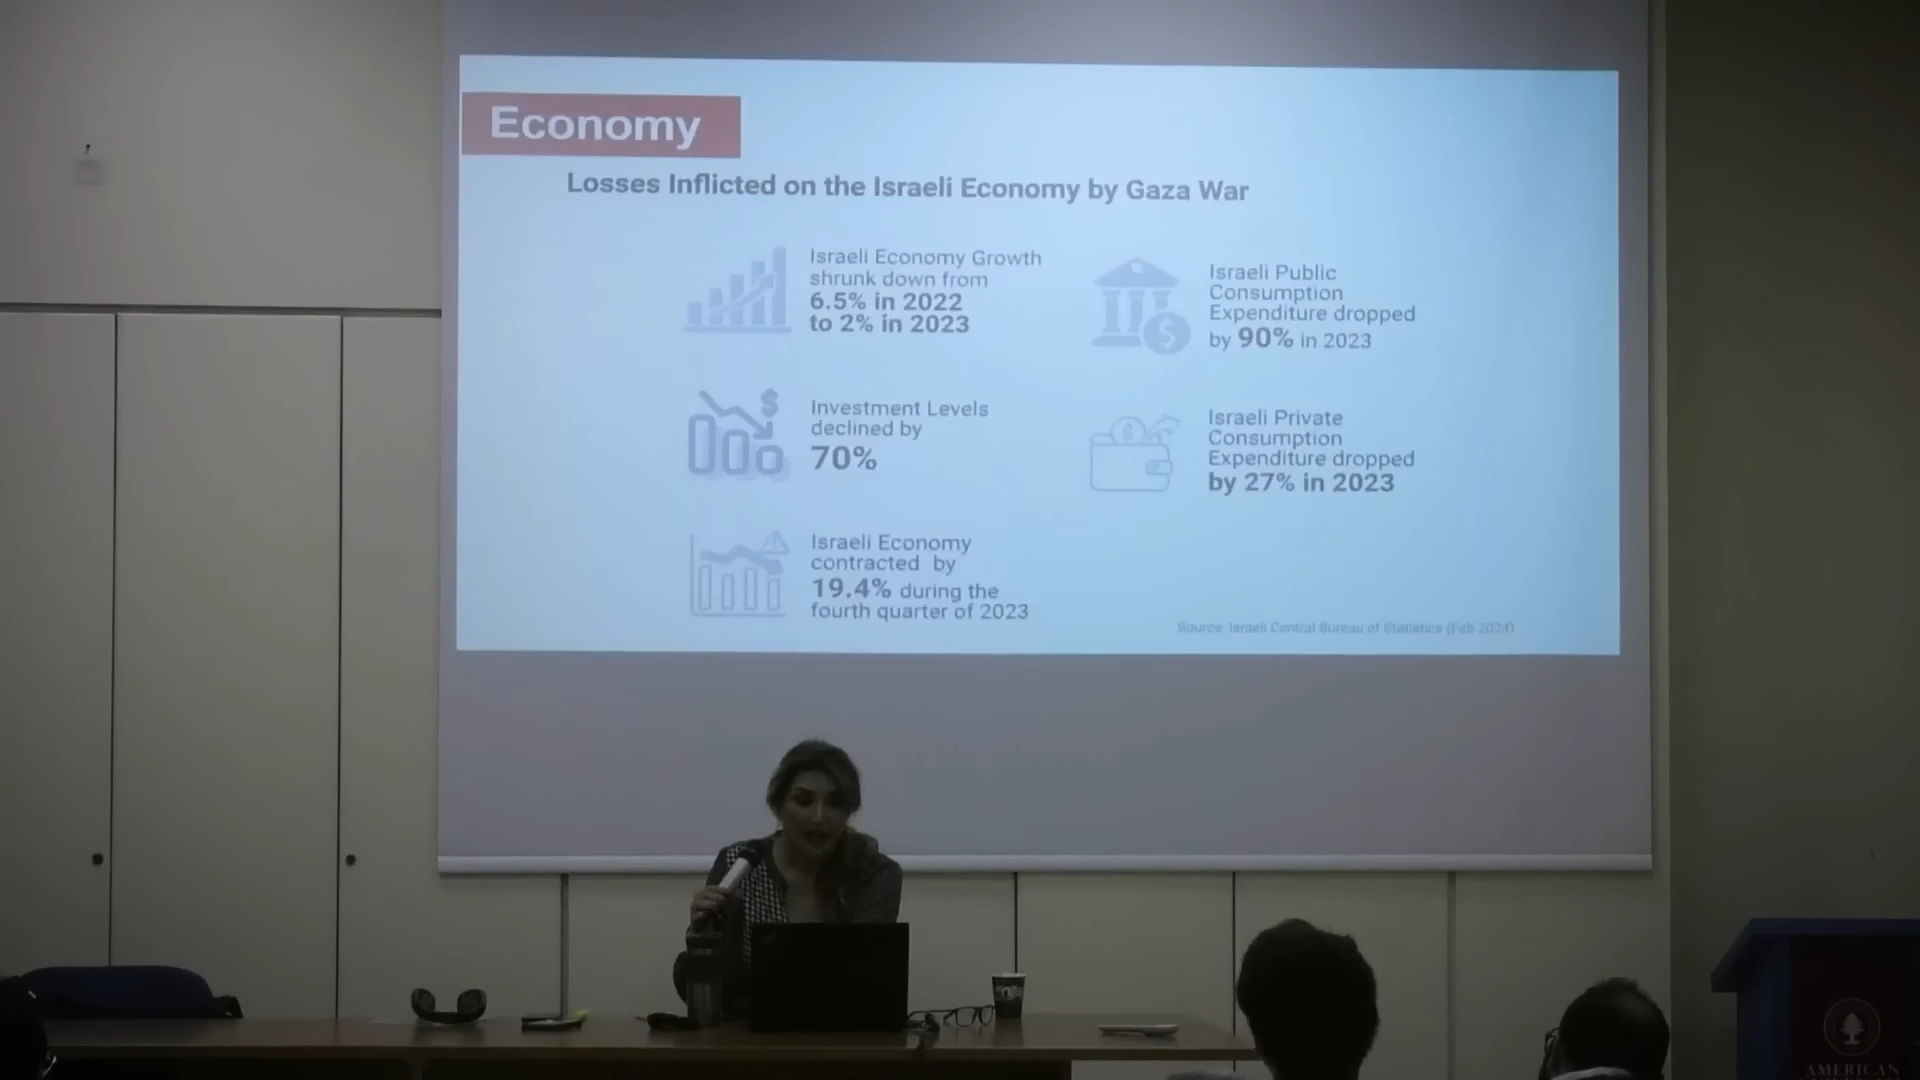 Economy
Losses Inflicted on the Israeli Economy by Gaza War
Israeli Economy Growth
shrunk down from
6.5% in 2022
to 2% in 2023
Investment Levels
declined by
70%
Israeli Economy
contracted by
19.4% during the
fourth quarter of 2023
Israeli Public
Consumption
Expenditure dropped
by 90% in 2023
Israeli Private
Consumption
Expenditure dropped
by 27% in 2023
Source: Israeli Central Bureau of Statistics (Feb 2024)
AMERICAN